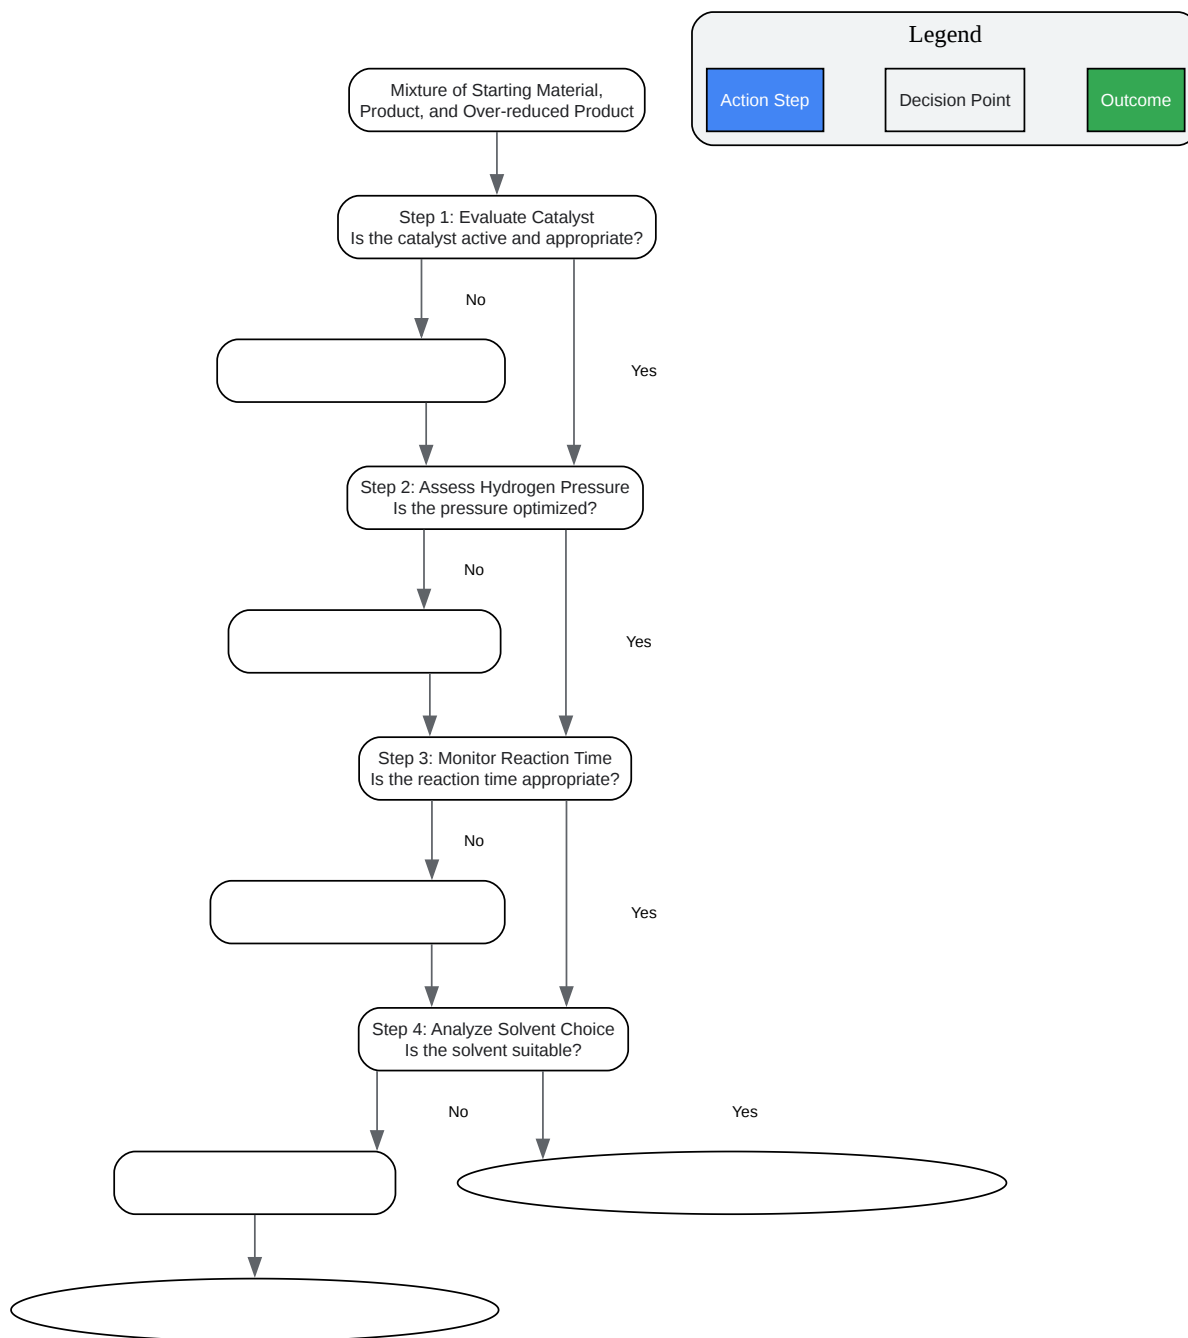 Legend
Action Step
Decision Point
Outcome
Mixture of Starting Material,
Product, and Over-reduced Product
Step 1: Evaluate Catalyst
Is the catalyst active and appropriate?
No
Yes
Step 2: Assess Hydrogen Pressure
Is the pressure optimized?
No
Yes
Step 3: Monitor Reaction Time
Is the reaction time appropriate?
No
Yes
Step 4: Analyze Solvent Choice
Is the solvent suitable?
No
Yes